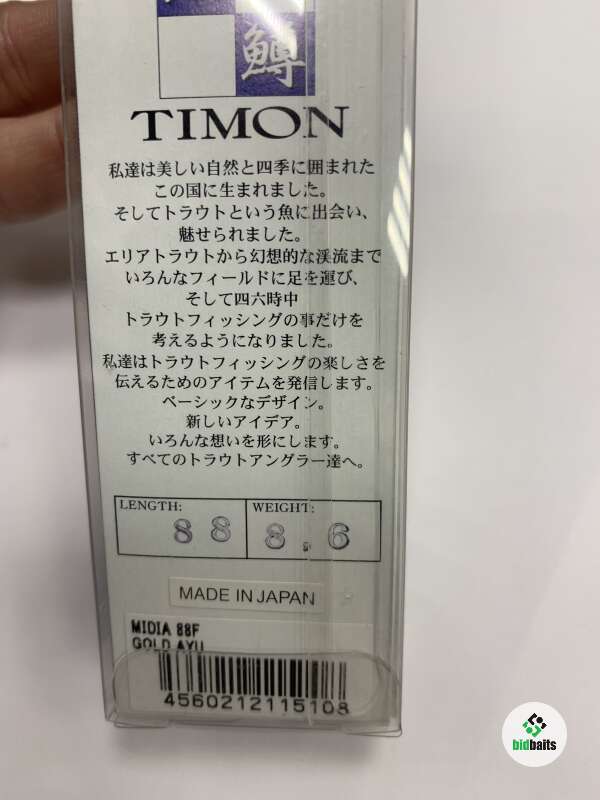 鱒
TIMON
私達は美しい自然と四季に囲まれた
この国に生まれました。
そしてトラウトという魚に出会い、
魅せられました。
エリアトラウトから幻想的な渓流まで
いろんなフィールドに足を運び、
そして四六時中
トラウトフィッシングの事だけを
考えるようになりました。
私達はトラウトフィッシングの楽しさを
伝えるためのアイテムを発信します。
ベーシックなデザイン。
新しいアイデア。
いろんな想いを形にします。
すべてのトラウトアングラー達へ。
LENGTH: 88 WEIGHT: 8.6
MADE IN JAPAN
MIDIA 88F
GOLD AYU
4560212115108
bidbaits